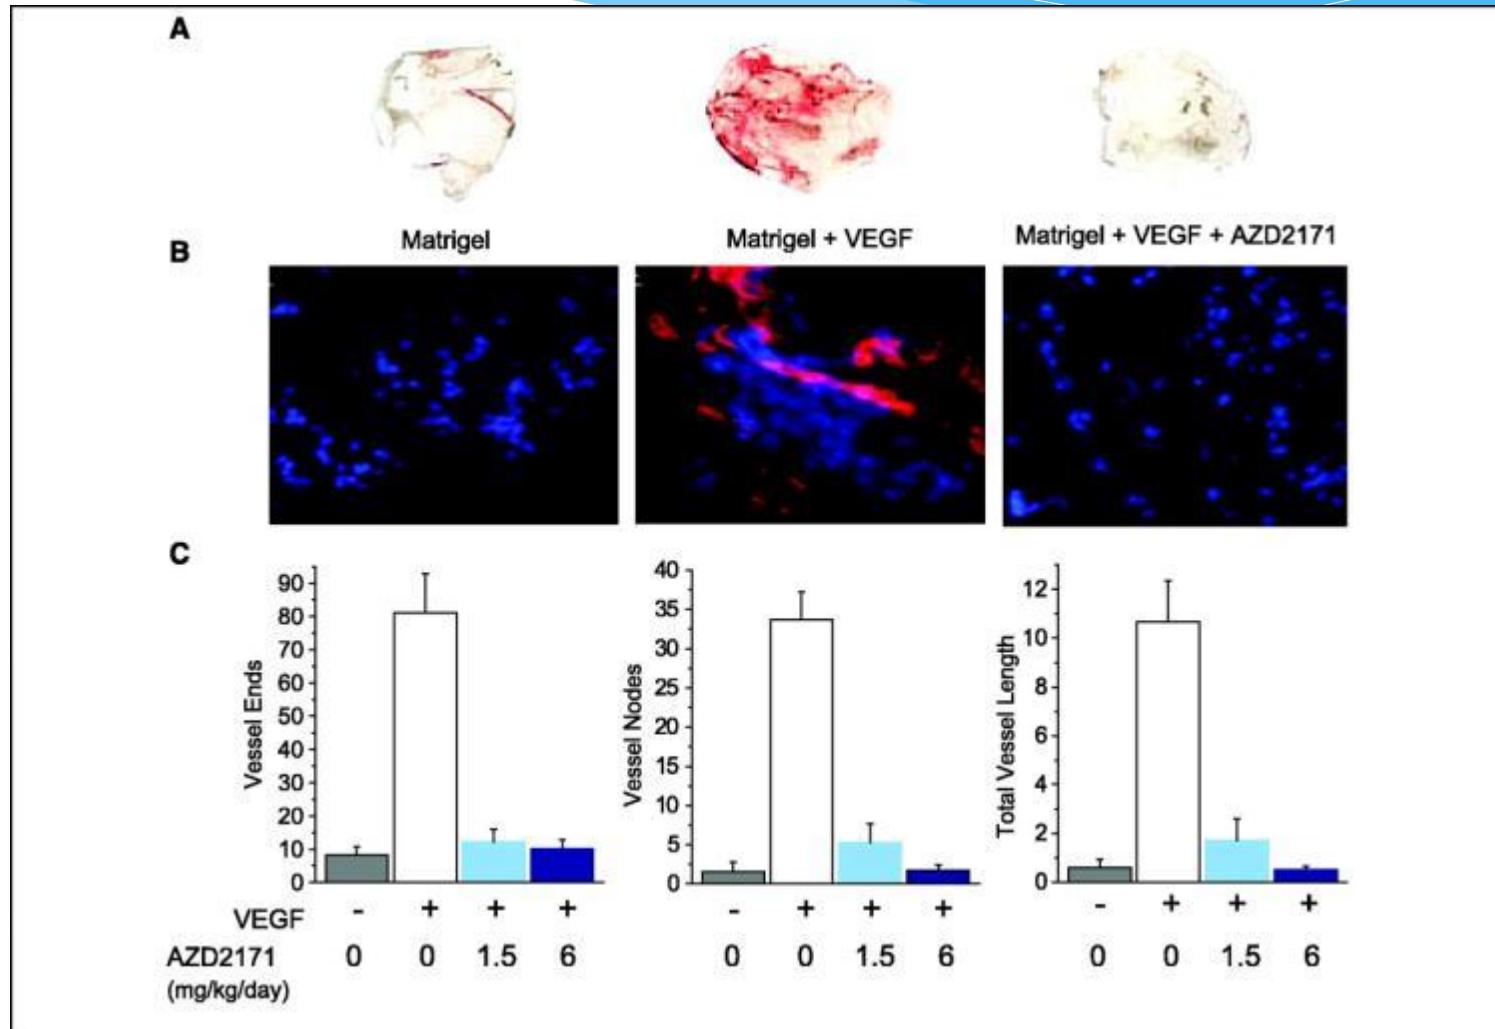 A
Matrigel
Matrigel + VEGF
Matrigel + VEGF + AZD2171
B
C
Vessel Ends
90
80
70
60
50
40
30
20
10
0
Vessel Nodes
40
35
30
25
20
15
10
5
0
Total Vessel Length
12
10
8
6
4
2
0
VEGF - + + + - + + + - + + +
AZD2171 0 0 1.5 6 0 0 1.5 6 0 0 1.5 6
(mg/kg/day)